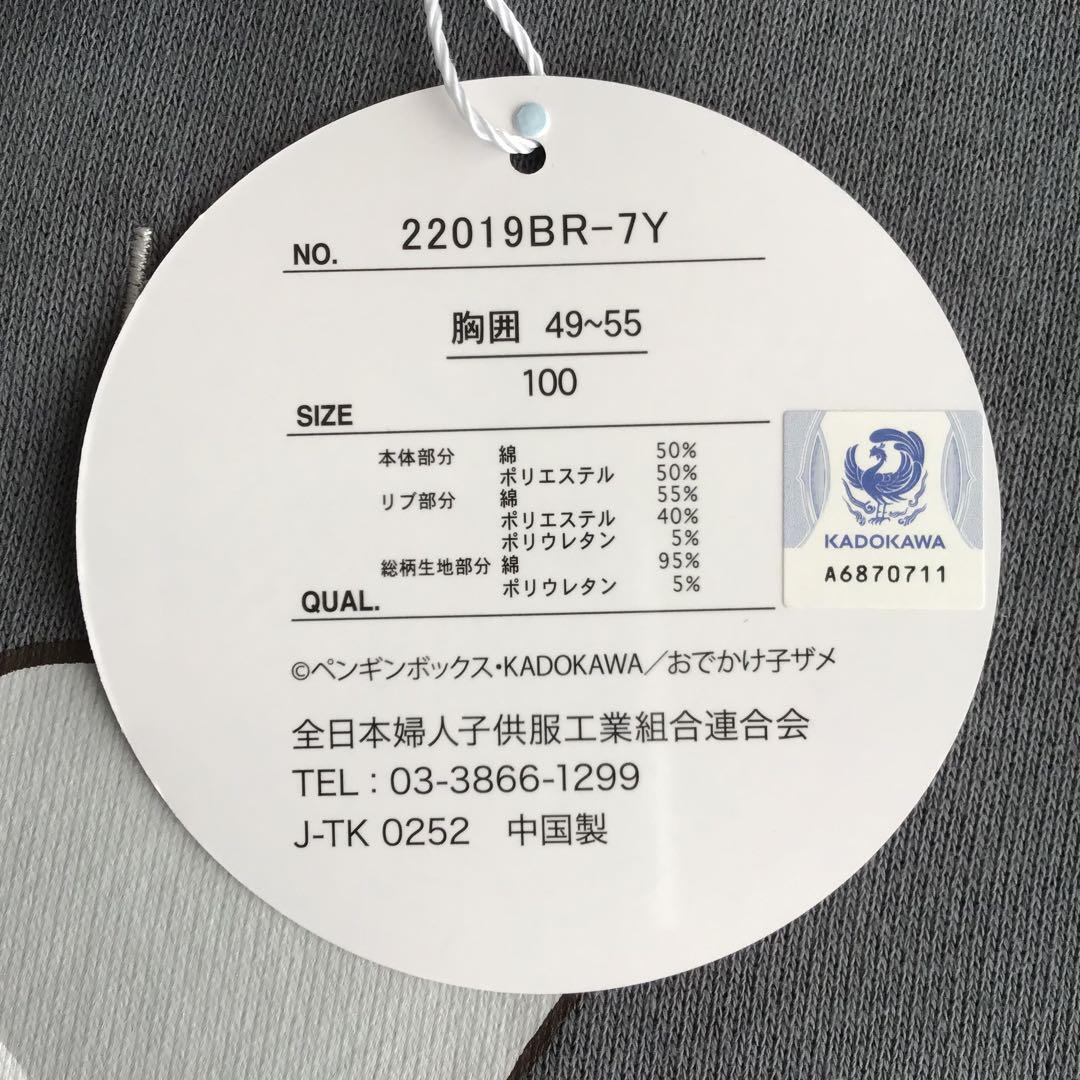 NO. 22019BR-7Y
胸囲 49~55
100
SIZE
本体部分 綿 50%
ポリエステル 50%
リブ部分 綿 55%
ポリエステル 40%
ポリウレタン 5%
総柄生地部分 綿 95%
ポリウレタン 5%
QUAL.
KADOKAWA
A6870711
©ペンギンボックス・KADOKAWA/おでかけ子ザメ
全日本婦人子供服工業組合連合会
TEL : 03-3866-1299
J-TK 0252 中国製